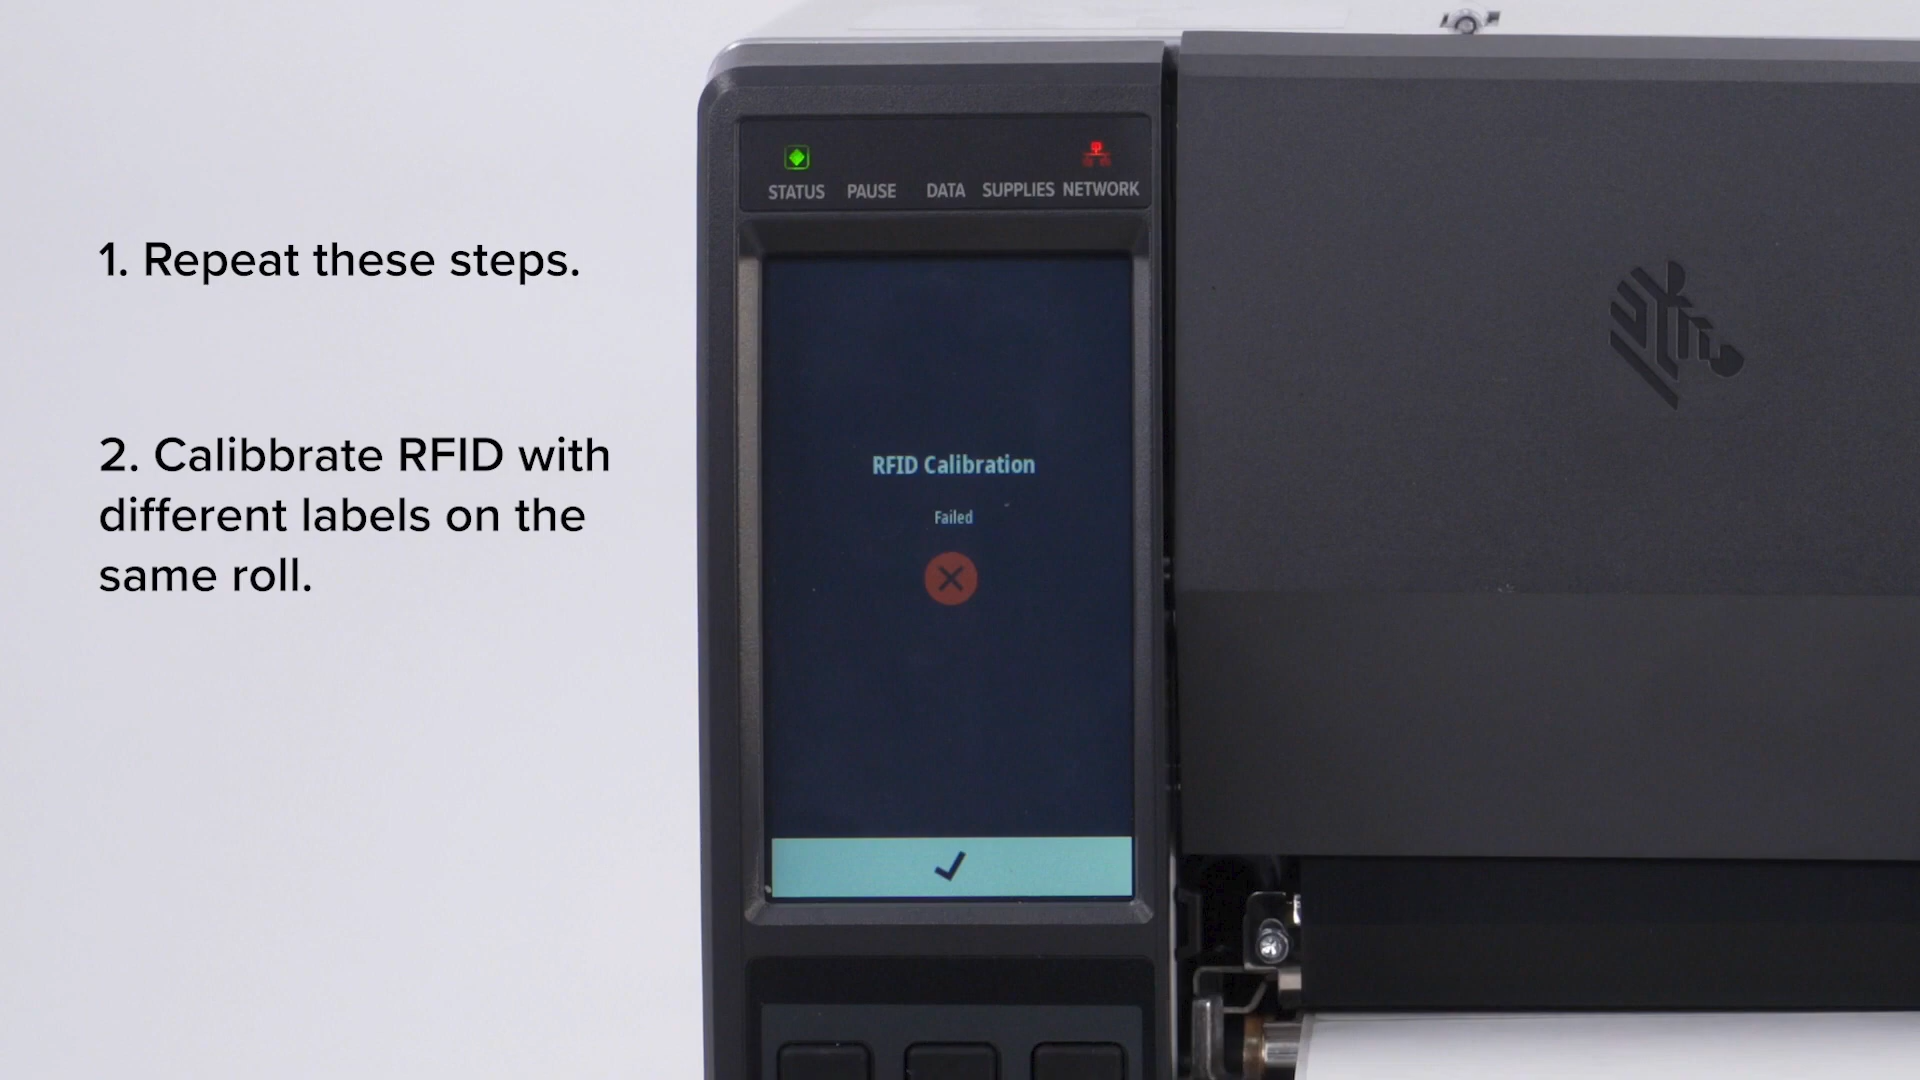 STATUS PAUSE DATA SUPPLIES NETWORK
1. Repeat these steps.
2. Calibbrate RFID with
different labels on the
same roll.
RFID Calibration
Failed